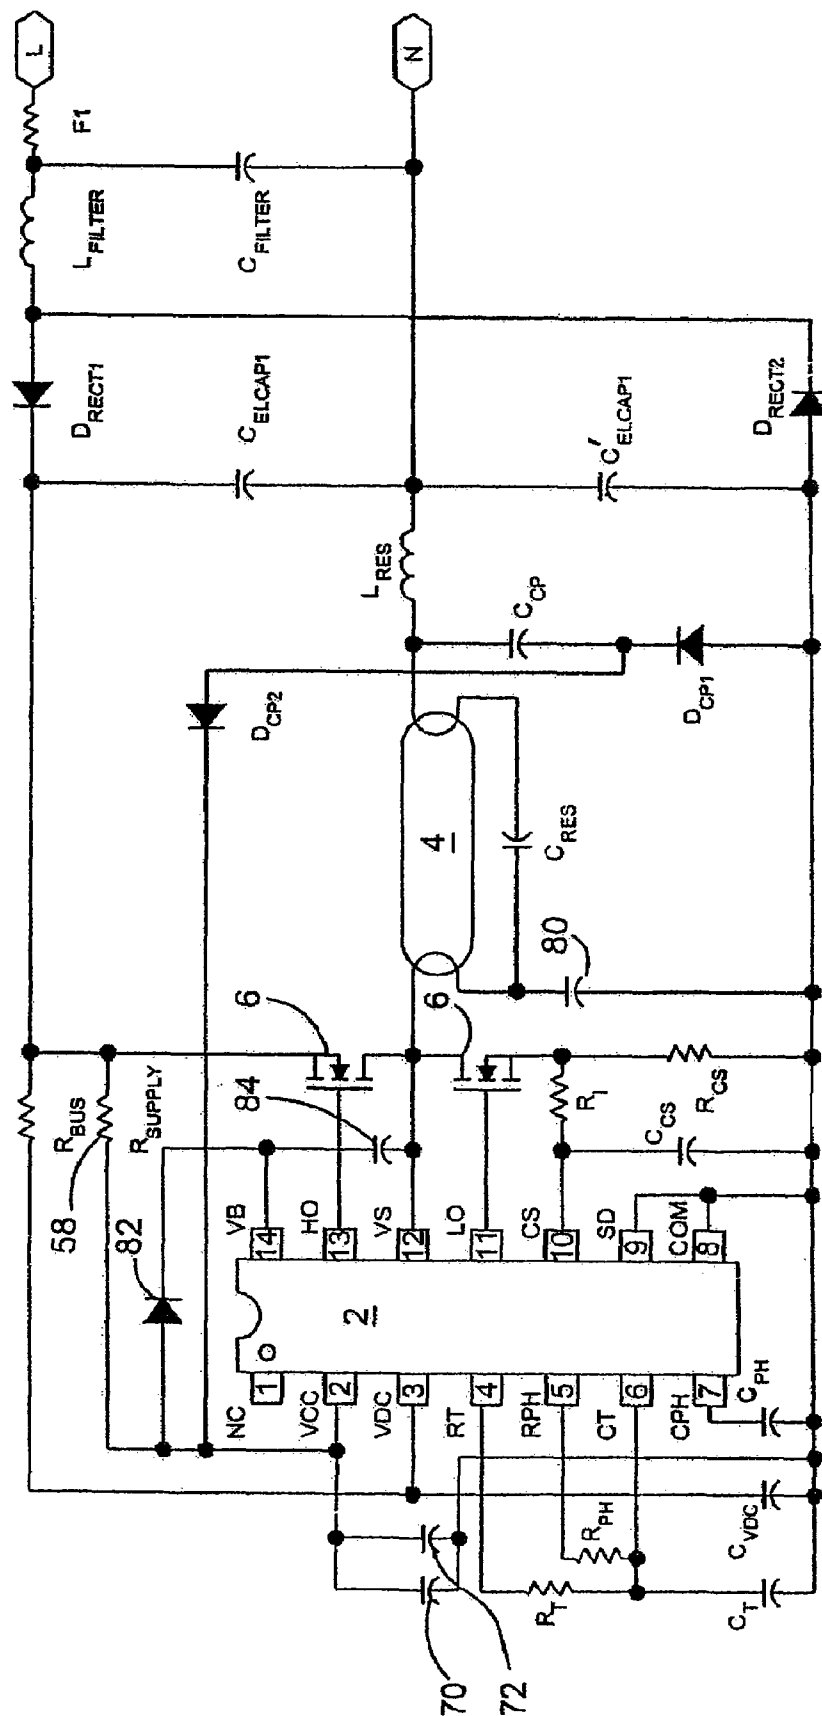 L
N
F1
L FILTER
C FILTER
D RECT1
C ELCAP1
C' ELCAP1
D RECT2
L RES
C CP
D CP1
D CP2
4
C RES
80
6
6
84
R BUS
R SUPPLY
58
82
R I
R CS
C CS
VB
HO
VS
LO
CS
SD
COM
14
13
12
11
10
9
8
2
1
2
3
4
5
6
7
NC
VCC
VDC
RT
RPH
CT
CPH
C PH
R PH
C VDC
R T
C T
70
72